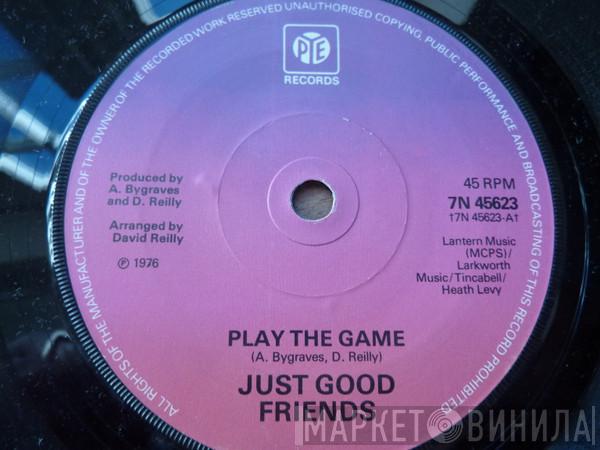 ALL RIGHTS OF THE MANUFACTURER AND OF THE OWNER OF THE RECORDED WORK RESERVED UNAUTHORISED COPYING, PUBLIC PERFORMANCE AND BROADCASTING OF THIS RECORD PROHIBITED
PYE
RECORDS
Produced by
A. Bygraves
and D. Reilly
Arranged by
David Reilly
℗ 1976
45 RPM
7N 45623
†7N 45623-A†
Lantern Music
(MCPS)/
Larkworth
Music/Tincabell/
Heath Levy
PLAY THE GAME
(A. Bygraves, D. Reilly)
JUST GOOD
FRIENDS
МАРКЕТ ВИНИЛА